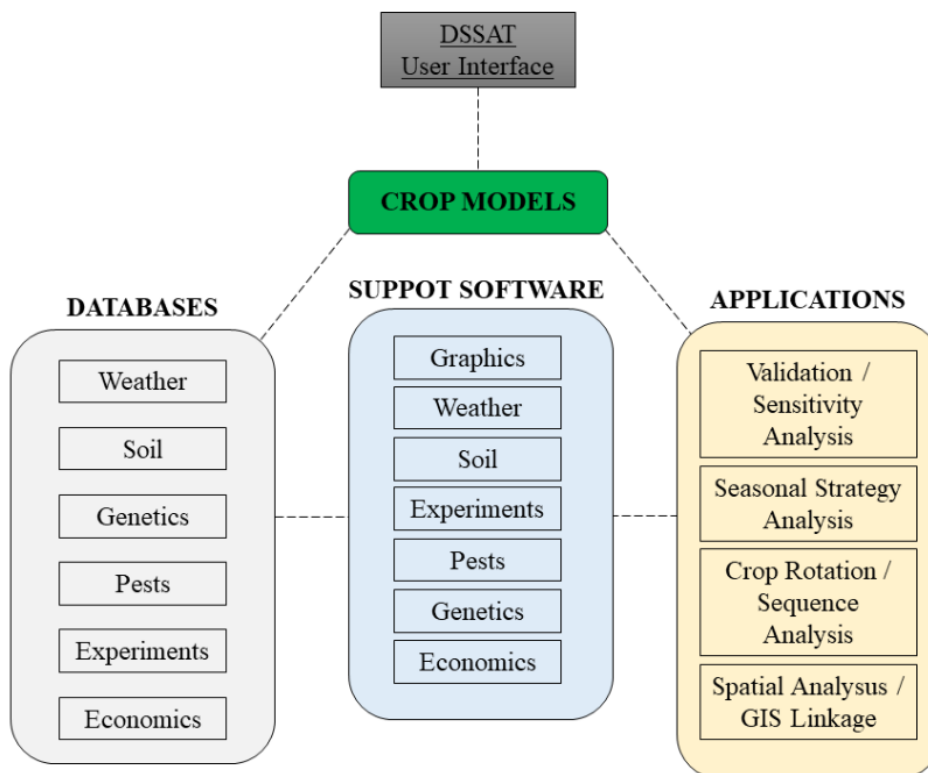 DSSAT
User Interface
CROP MODELS
DATABASES
Weather
Soil
Genetics
Pests
Experiments
Economics
SUPPOT SOFTWARE
Graphics
Weather
Soil
Experiments
Pests
Genetics
Economics
APPLICATIONS
Validation /
Sensitivity
Analysis
Seasonal Strategy
Analysis
Crop Rotation /
Sequence
Analysis
Spatial Analysus /
GIS Linkage